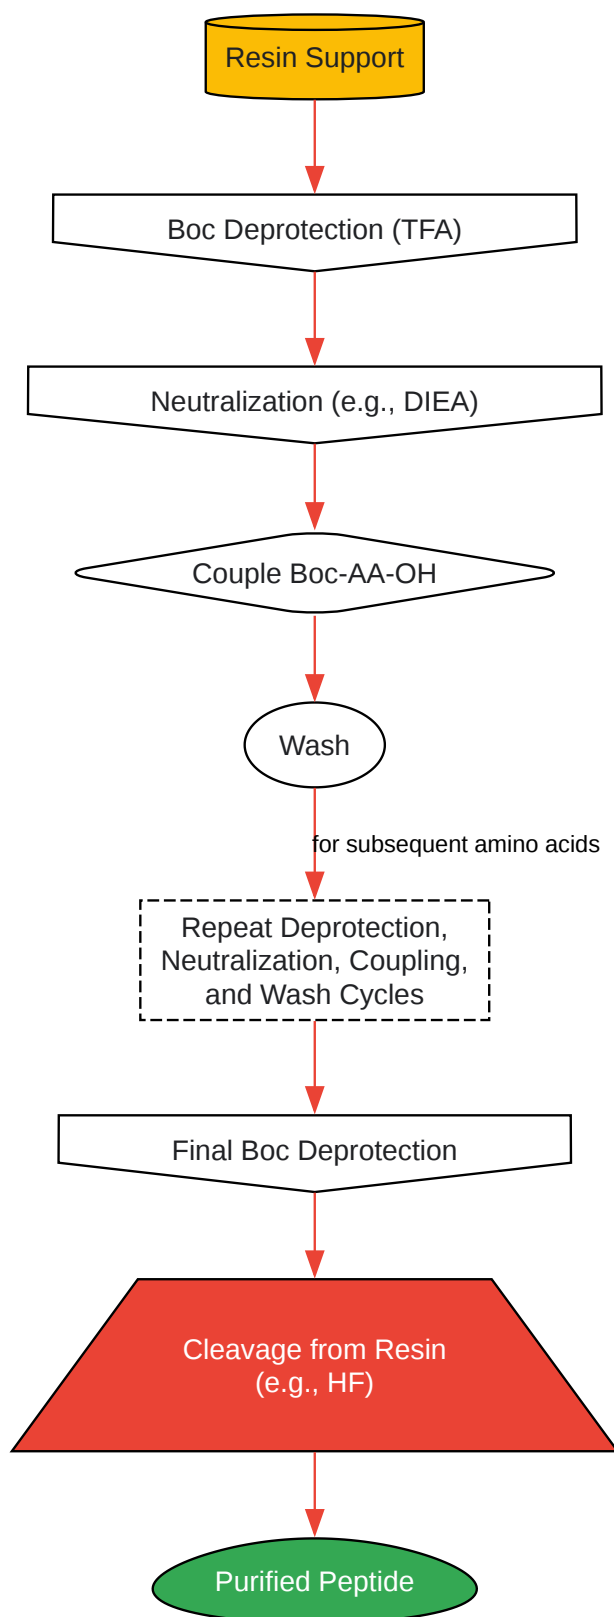 Resin Support
Boc Deprotection (TFA)
Neutralization (e.g., DIEA)
Couple Boc-AA-OH
Wash
for subsequent amino acids
Repeat Deprotection,
Neutralization, Coupling,
and Wash Cycles
Final Boc Deprotection
Cleavage from Resin
(e.g., HF)
Purified Peptide